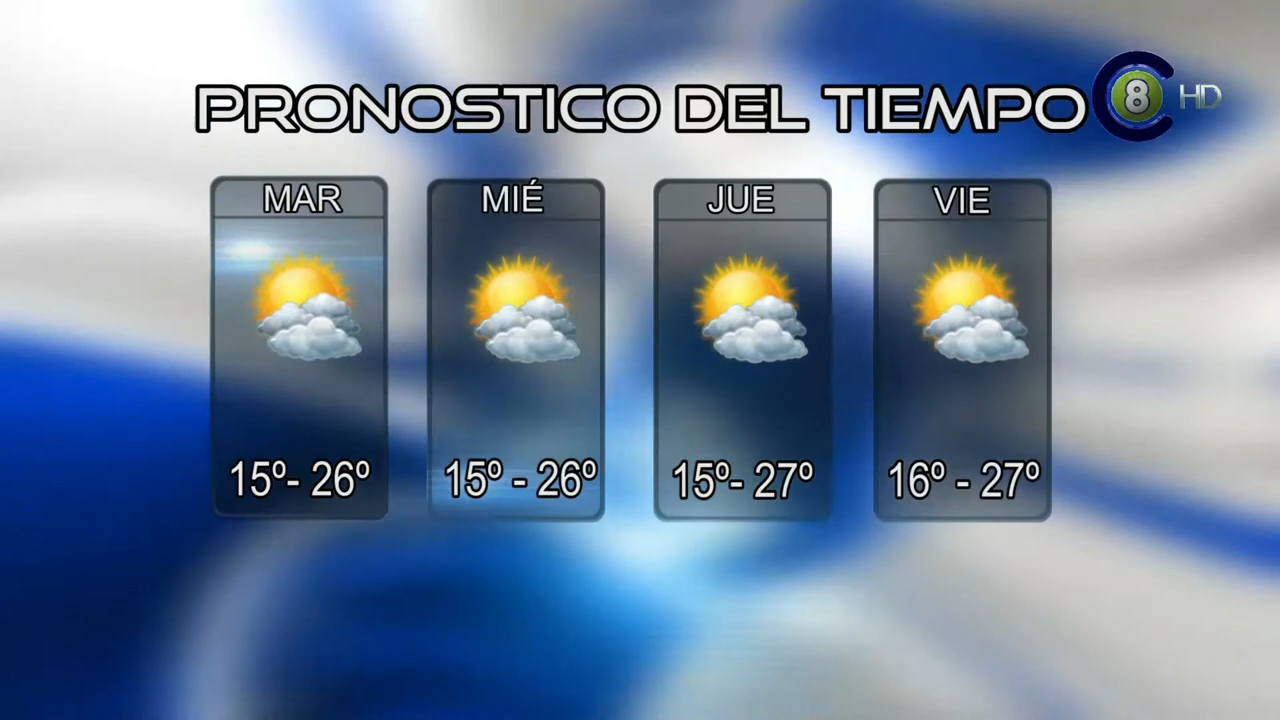 PRONOSTICO DEL TIEMPO
8 HD
MAR
MIÉ
JUE
VIE
15º- 26º
15º - 26º
15º- 27º
16º - 27º